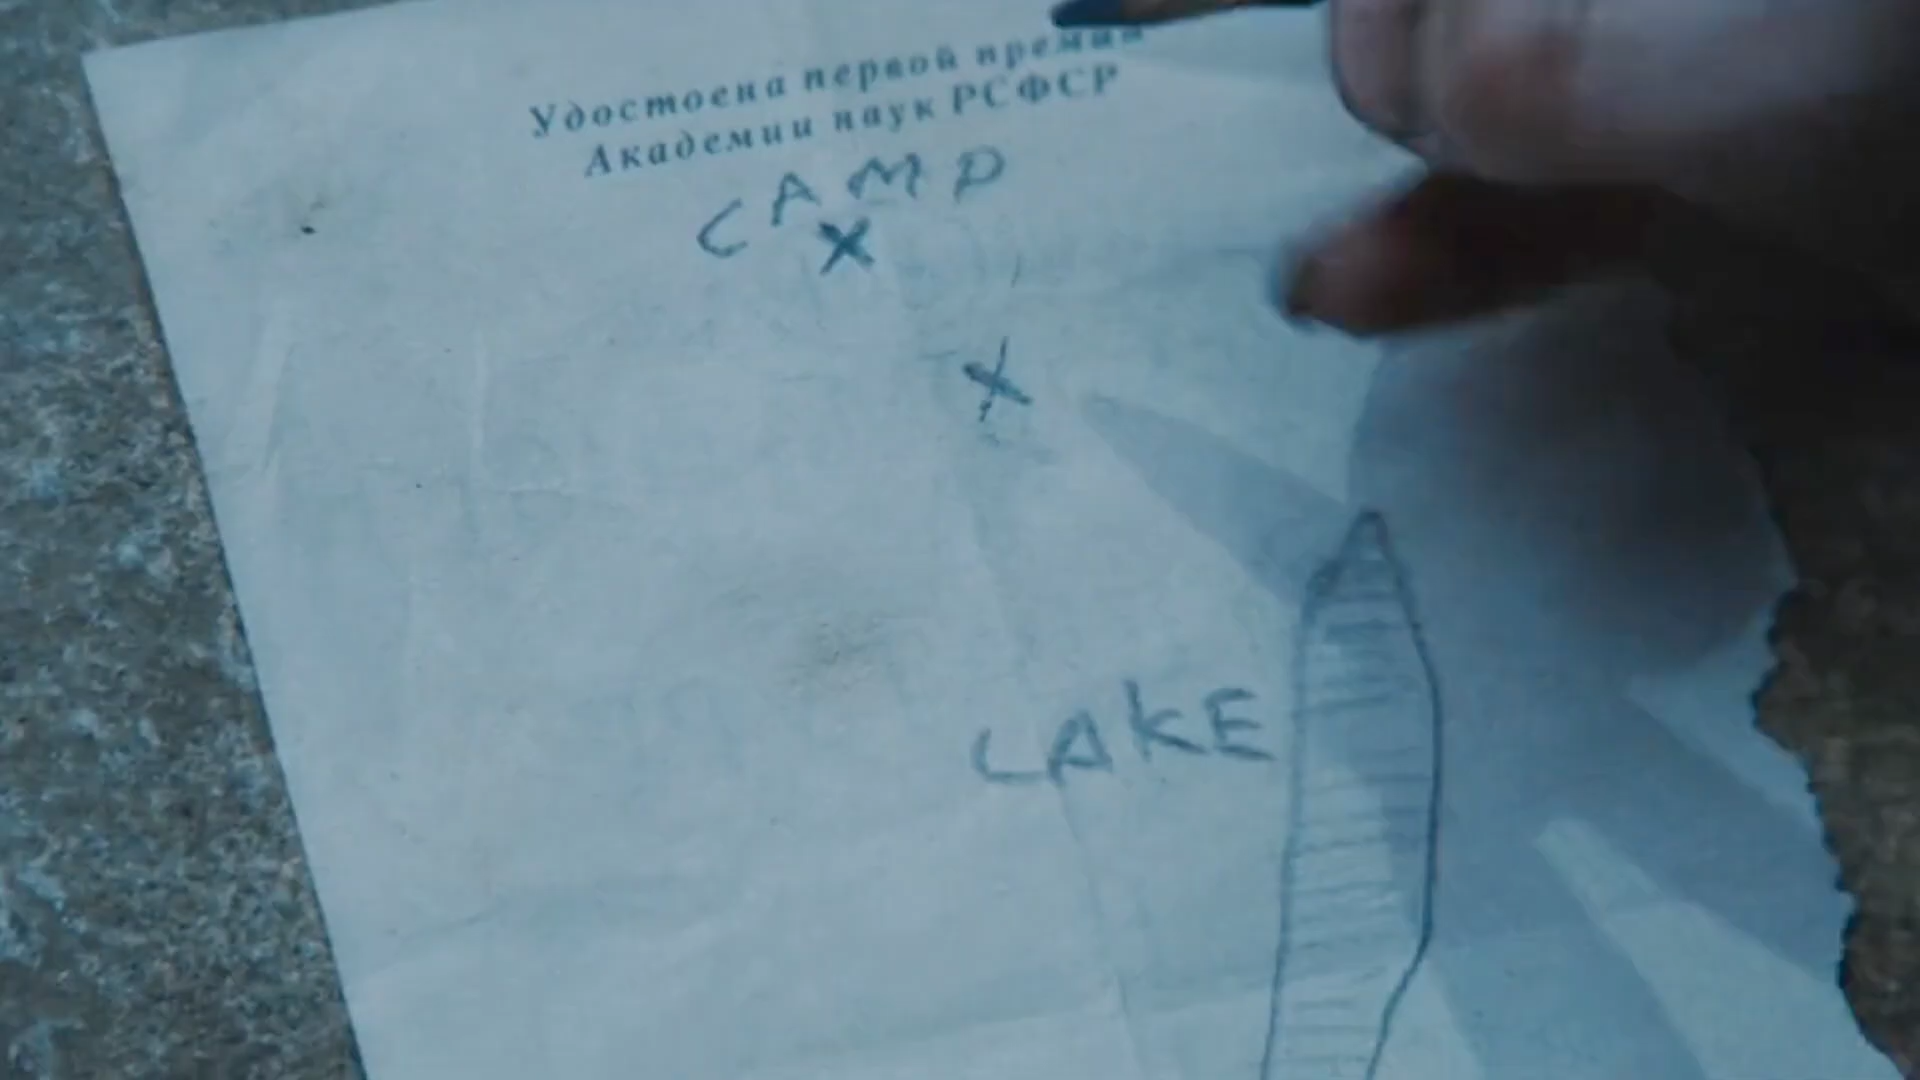 Удостоена первой премии
Академии наук РСФСР
CAMP
X
X
LAKE